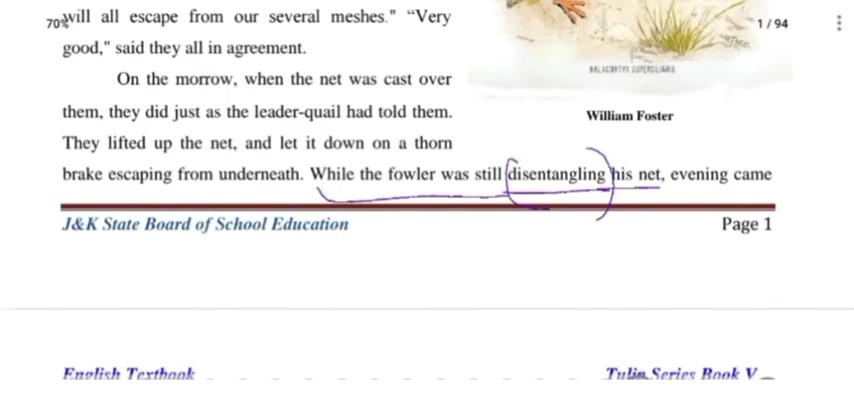 will all escape from our several meshes." “Very
70%
1 / 94
good," said they all in agreement.
On the morrow, when the net was cast over
them, they did just as the leader-quail had told them.
William Foster
They lifted up the net, and let it down on a thorn
brake escaping from underneath. While the fowler was still disentangling his net, evening came
J&K State Board of School Education Page 1
English Textbook Tulip Series Book V